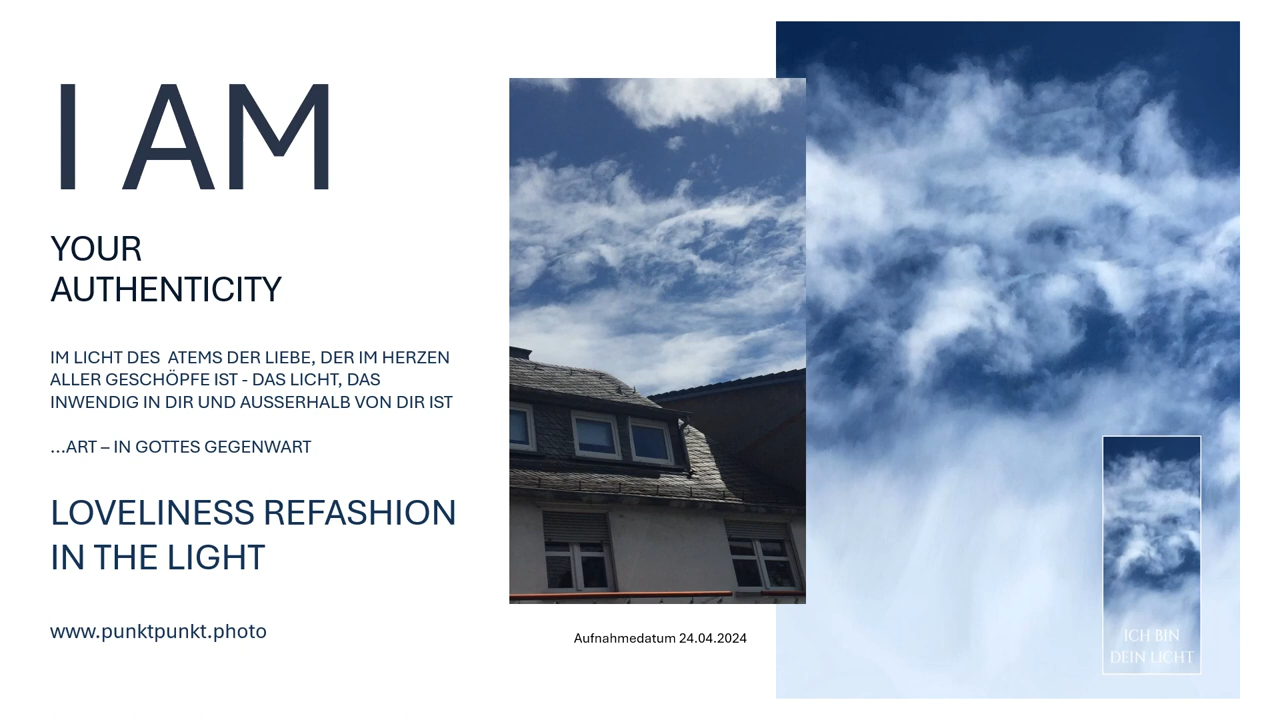 I AM
YOUR
AUTHENTICITY
IM LICHT DES  ATEMS DER LIEBE, DER IM HERZEN
ALLER GESCHÖPFE IST - DAS LICHT, DAS
INWENDIG IN DIR UND AUSSERHALB VON DIR IST
...ART – IN GOTTES GEGENWART
LOVELINESS REFASHION
IN THE LIGHT
www.punktpunkt.photo
Aufnahmedatum 24.04.2024
ICH BIN
DEIN LICHT